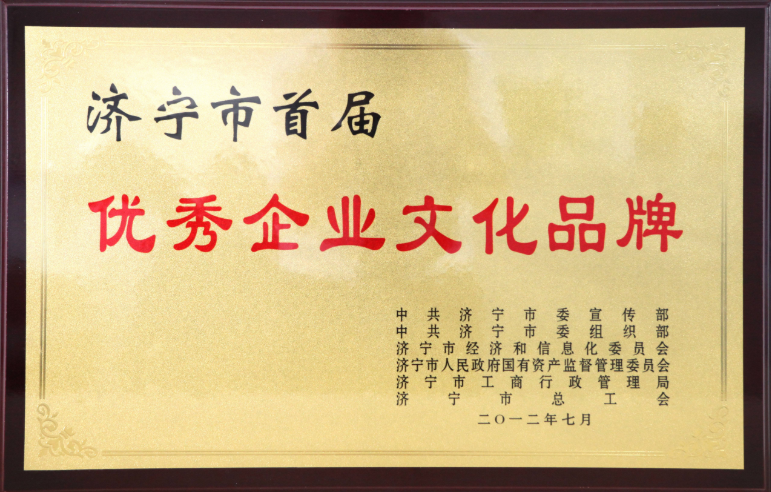 济宁市首届
优秀企业文化品牌
中共济宁市委宣传部
中共济宁市委组织部
济宁市经济和信息化委员会
济宁市人民政府国有资产监督管理委员会
济宁市工商行政管理局
济宁市总工会
二〇一二年七月